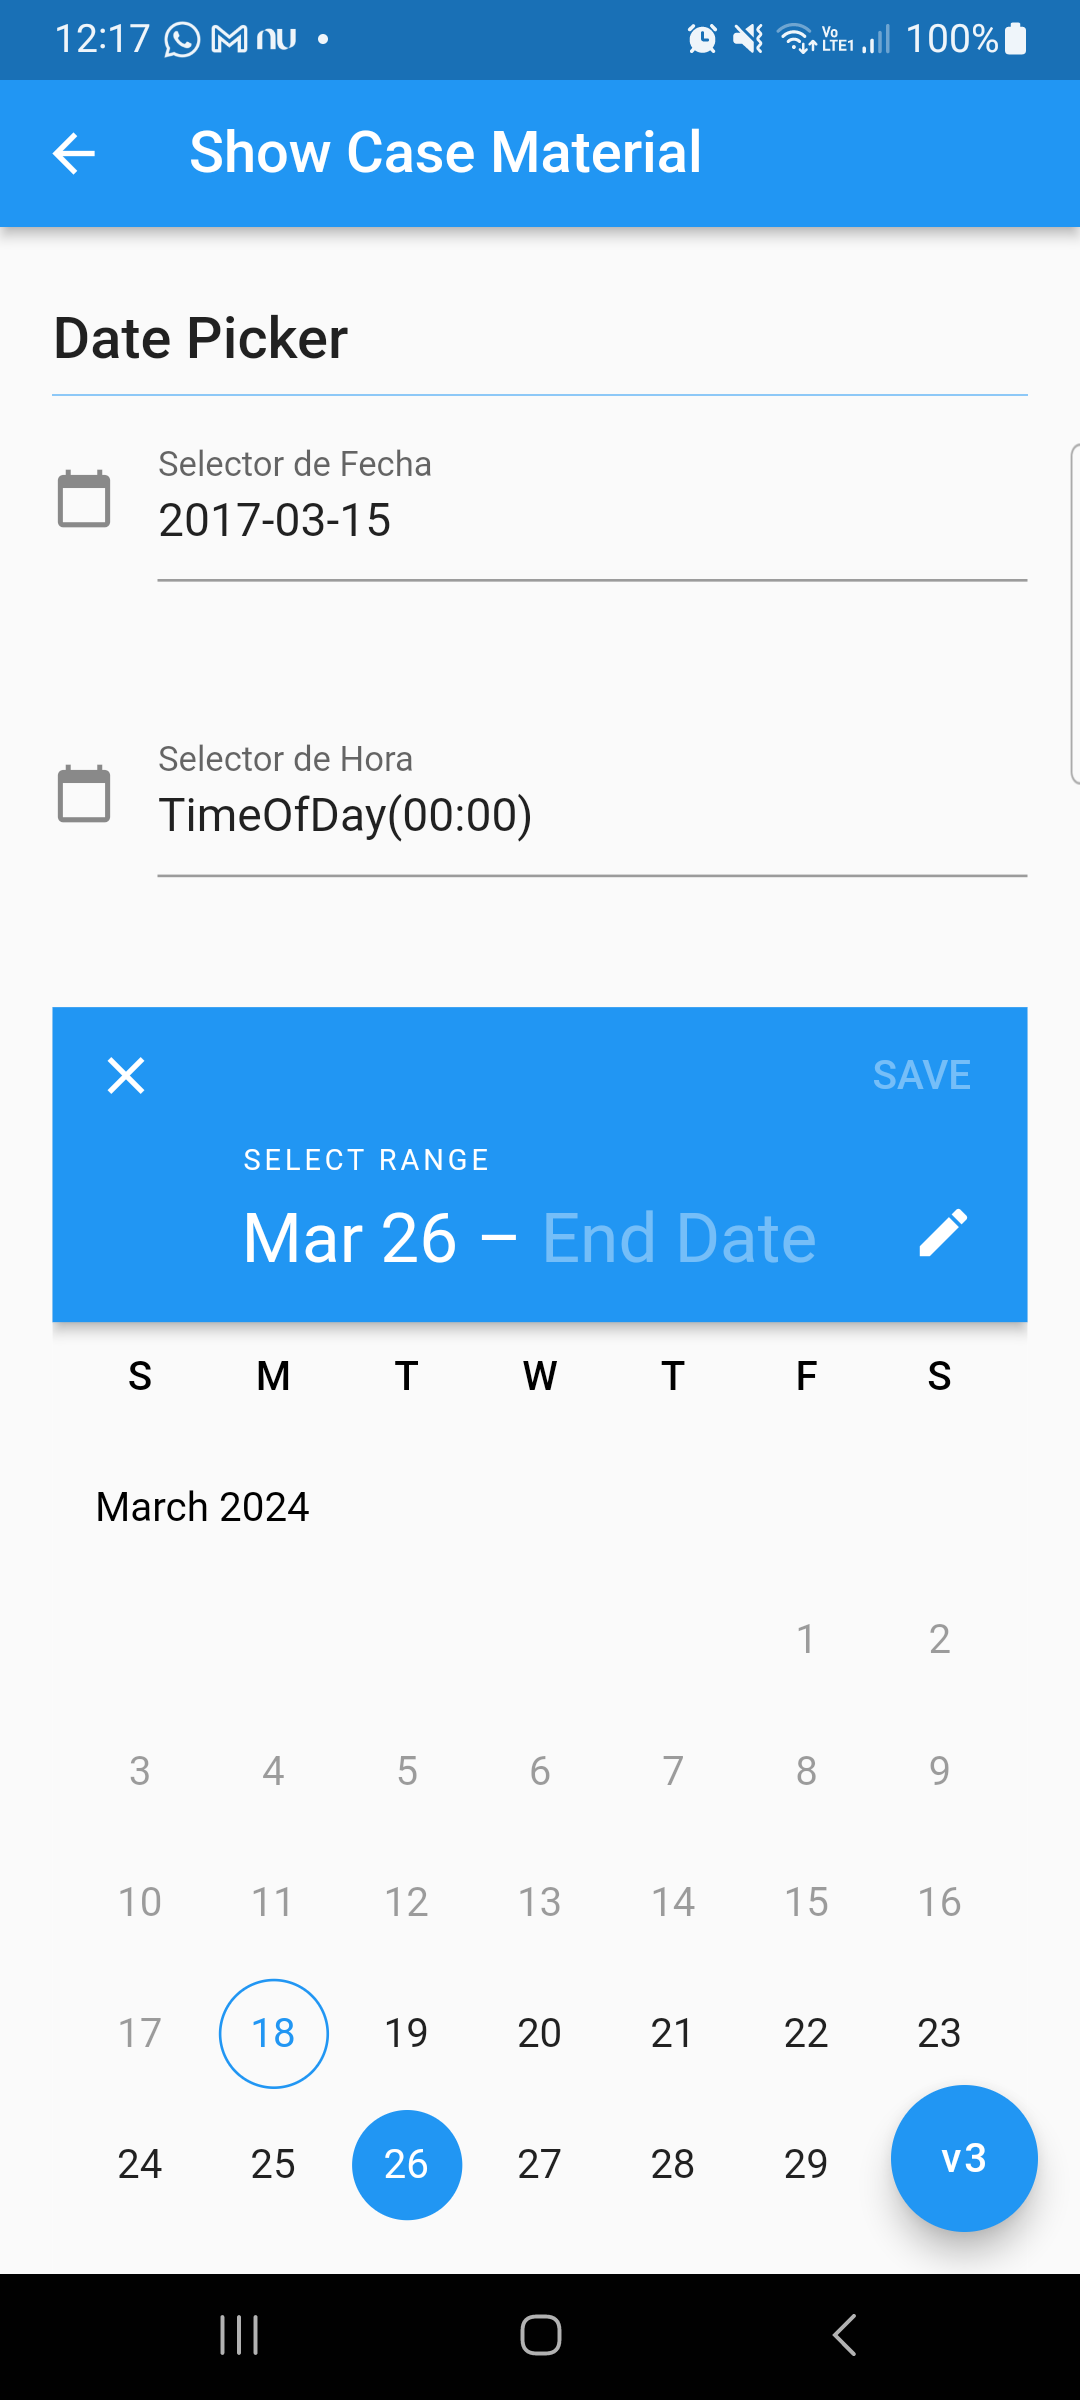 12:17 nu
Vo LTE1 100%
Show Case Material
Date Picker
Selector de Fecha
2017-03-15
Selector de Hora
TimeOfDay(00:00)
SAVE
SELECT RANGE
Mar 26 – End Date
S M T W T F S
March 2024
1 2
3 4 5 6 7 8 9
10 11 12 13 14 15 16
17 18 19 20 21 22 23
24 25 26 27 28 29
v3